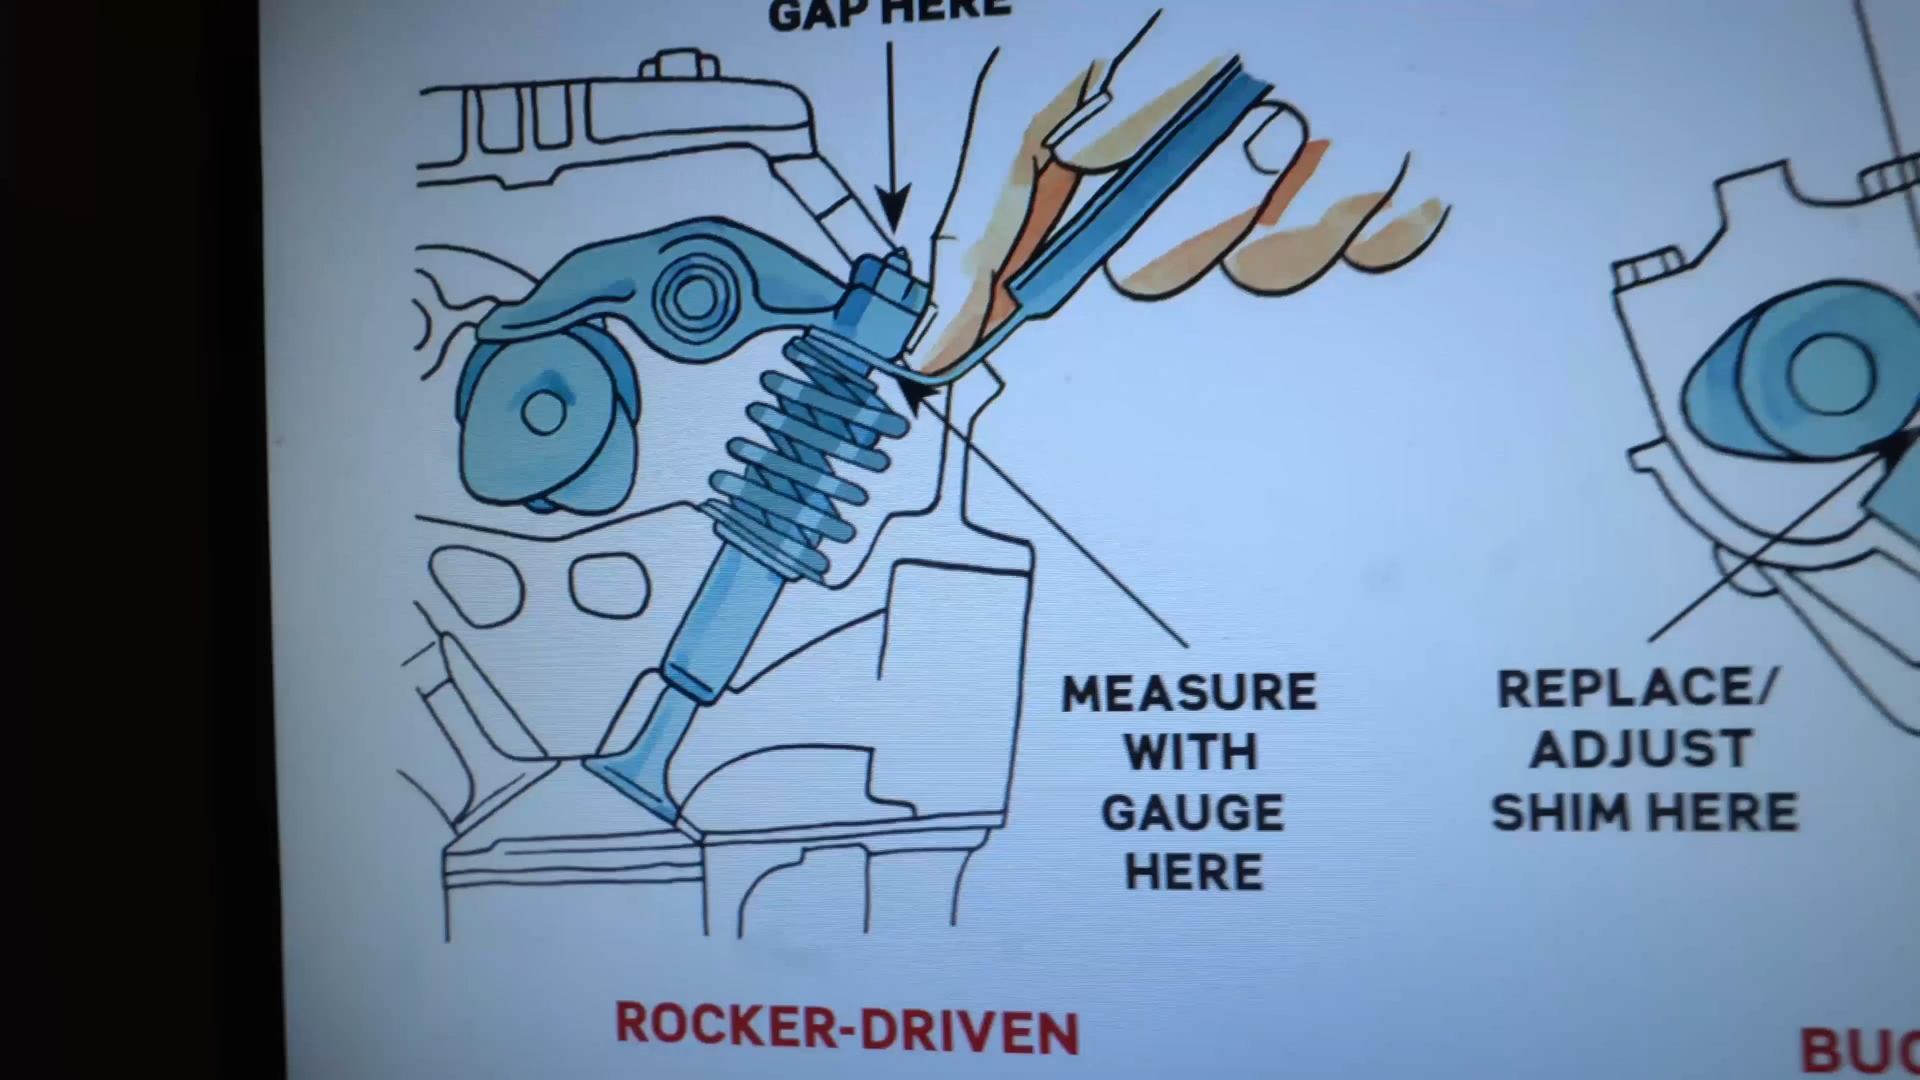 GAP HERE
MEASURE
WITH
GAUGE
HERE
REPLACE/
ADJUST
SHIM HERE
ROCKER-DRIVEN